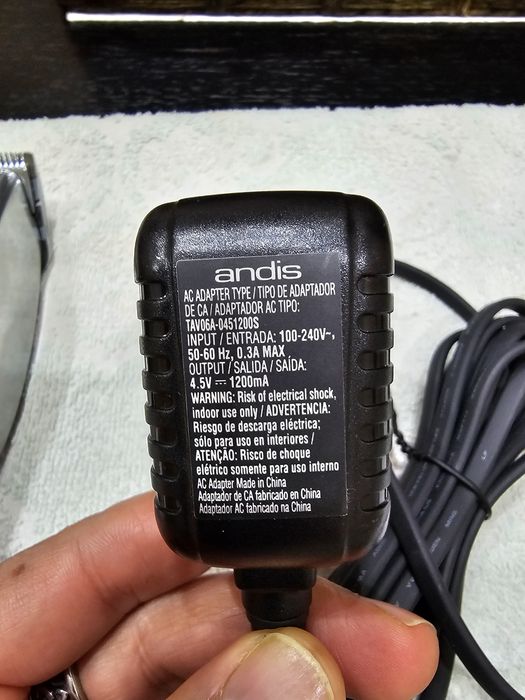 andis
AC ADAPTER TYPE / TIPO DE ADAPTADOR
DE CA / ADAPTADOR AC TIPO:
TAV06A-0451200S
INPUT / ENTRADA: 100-240V~,
50-60 Hz, 0.3A MAX
OUTPUT / SALIDA / SAÍDA:
4.5V ⎓ 1200mA
WARNING: Risk of electrical shock,
indoor use only / ADVERTENCIA:
Riesgo de descarga eléctrica;
sólo para uso en interiores /
ATENÇÃO: Risco de choque
elétrico somente para uso interno
AC Adapter Made in China
Adaptador de CA fabricado en China
Adaptador AC fabricado na China